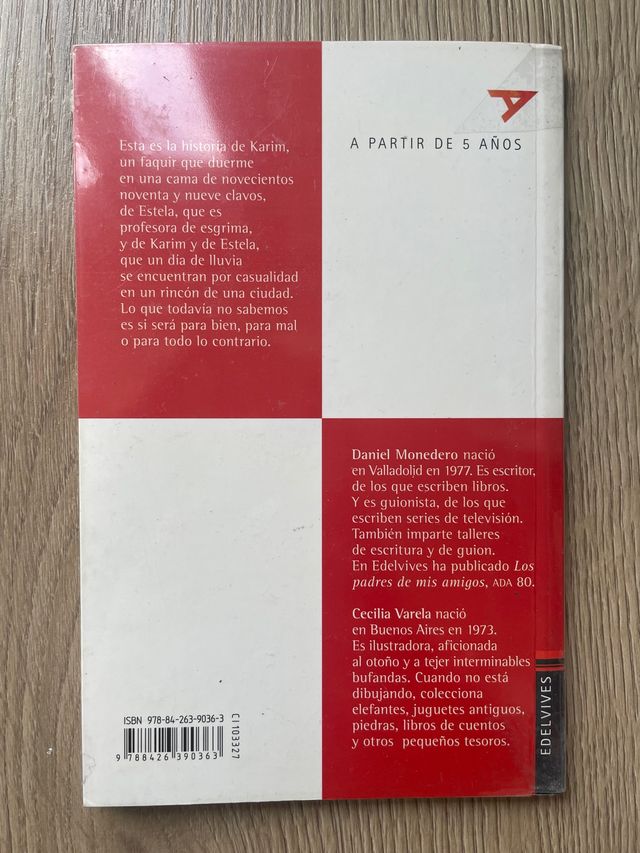 Esta es la historia de Karim,
un faquir que duerme
en una cama de novecientos
noventa y nueve clavos,
de Estela, que es
profesora de esgrima,
y de Karim y de Estela,
que un día de lluvia
se encuentran por casualidad
en un rincón de una ciudad.
Lo que todavía no sabemos
es si será para bien, para mal
o para todo lo contrario.
A
A PARTIR DE 5 AÑOS
Daniel Monedero nació
en Valladolid en 1977. Es escritor,
de los que escriben libros.
Y es guionista, de los que
escriben series de televisión.
También imparte talleres
de escritura y de guion.
En Edelvives ha publicado Los
padres de mis amigos, ADA 80.
Cecilia Varela nació
en Buenos Aires en 1973.
Es ilustradora, aficionada
al otoño y a tejer interminables
bufandas. Cuando no está
dibujando, colecciona
elefantes, juguetes antiguos,
piedras, libros de cuentos
y otros pequeños tesoros.
EDELVIVES
ISBN 978-84-263-9036-3
9 788426 390363
CI 103327